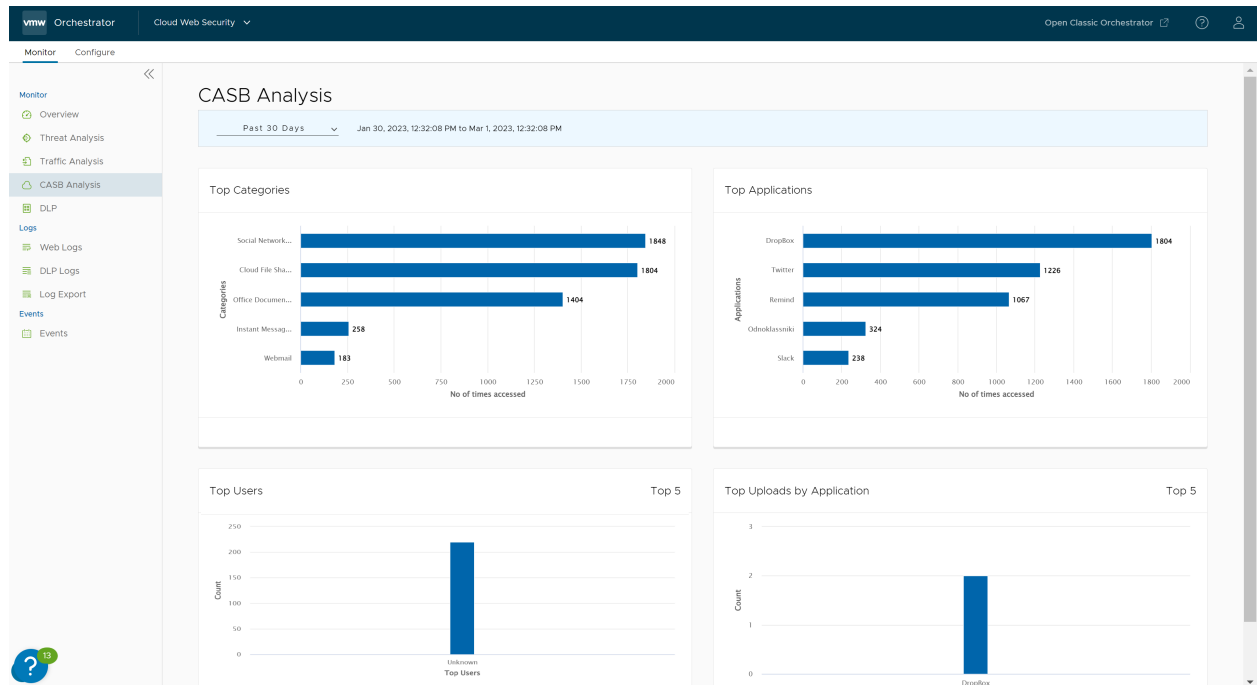 vmw Orchestrator Cloud Web Security Open Classic Orchestrator ?
Monitor Configure
Monitor
Overview
Threat Analysis
Traffic Analysis
CASB Analysis
DLP
Logs
Web Logs
DLP Logs
Log Export
Events
Events
? 13
CASB Analysis
Past 30 Days Jan 30, 2023, 12:32:08 PM to Mar 1, 2023, 12:32:08 PM
Top Categories
Categories
Social Network... 1848
Cloud File Sha... 1804
Office Documen... 1404
Instant Messag... 258
Webmail 183
0 250 500 750 1000 1250 1500 1750 2000
No of times accessed
Top Applications
Applications
DropBox 1804
Twitter 1226
Remind 1067
Odnoklassniki 324
Slack 238
0 200 400 600 800 1000 1200 1400 1600 1800 2000
No of times accessed
Top Users Top 5
Count
250
200
150
100
50
0
Unknown
Top Users
Top Uploads by Application Top 5
Count
3
2
1
0
DropBox